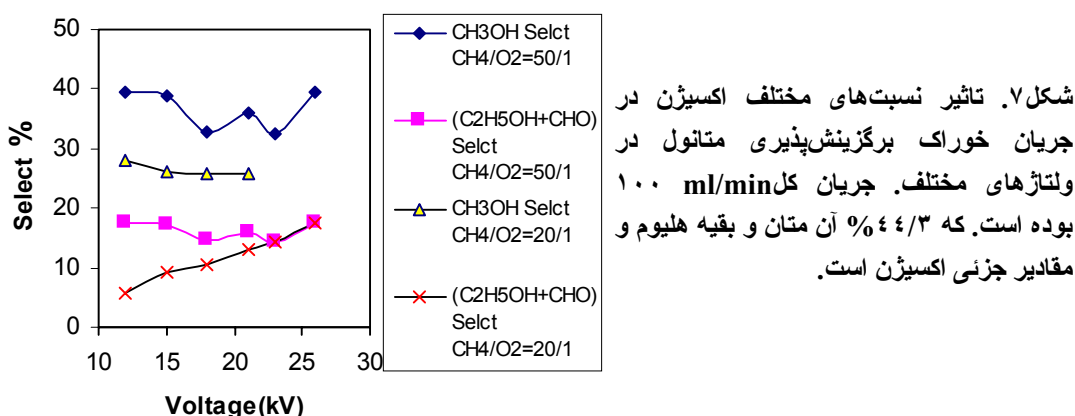 50
40
30
20
10
0
Select %
10
15
21
25
30
Voltage(kV)
CH3OH Selct
CH4/O2=50/1
(C2H5OH+CHO)
Selct
CH4/O2=50/1
CH3OH Selct
CH4/O2=20/1
(C2H5OH+CHO)
Selct
CH4/O2=20/1
شکل۷. تاثیر نسبت‌های مختلف اکسیژن در
جریان خوراک برگزینش‌پذیری متانول در
ولتاژهای مختلف. جریان کل۱۰۰ ml/min
بوده است. که ۴۴/۳% آن متان و بقیه هلیوم و
مقادیر جزئی اکسیژن است.